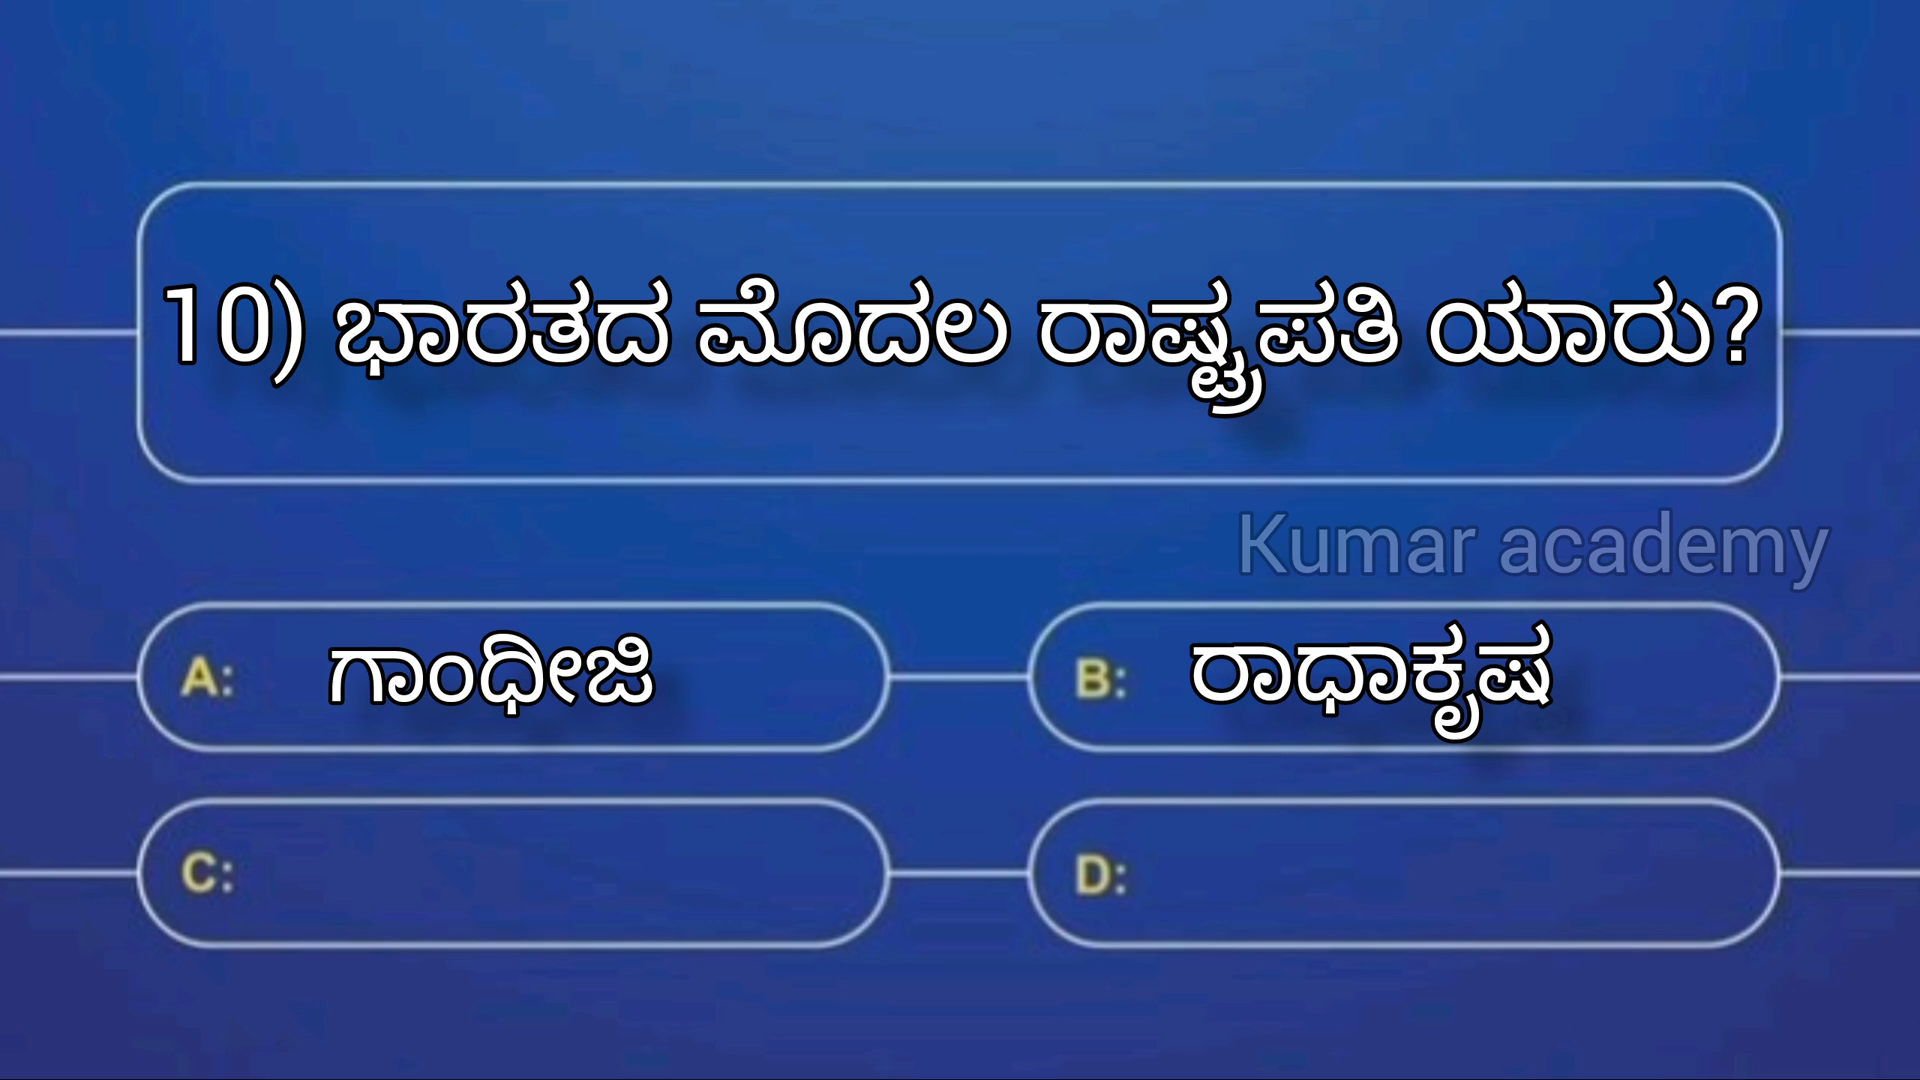 10) ಭಾರತದ ಮೊದಲ ರಾಷ್ಟ್ರಪತಿ ಯಾರು?
Kumar academy
A: ಗಾಂಧೀಜಿ
B: ರಾಧಾಕೃಷ
C:
D: